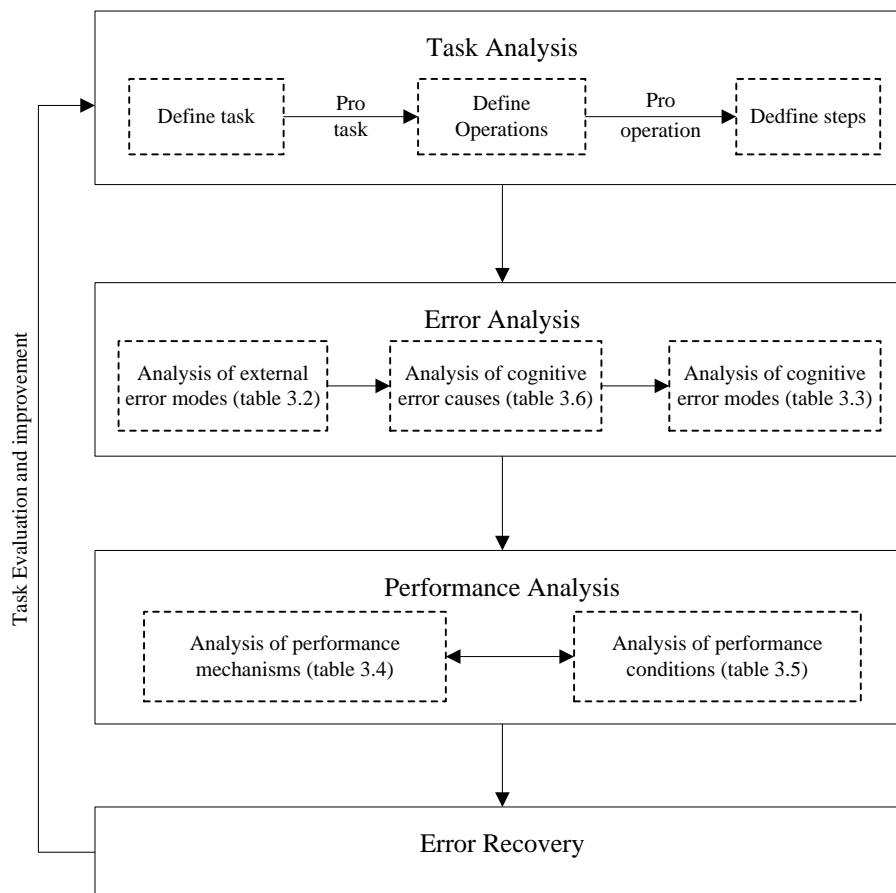 Task Analysis
Define task
Pro
task
Define
Operations
Pro
operation
Dedfine steps
Error Analysis
Analysis of external
error modes (table 3.2)
Analysis of cognitive
error causes (table 3.6)
Analysis of cognitive
error modes (table 3.3)
Performance Analysis
Analysis of performance
mechanisms (table 3.4)
Analysis of performance
conditions (table 3.5)
Error Recovery
Task Evaluation and improvement